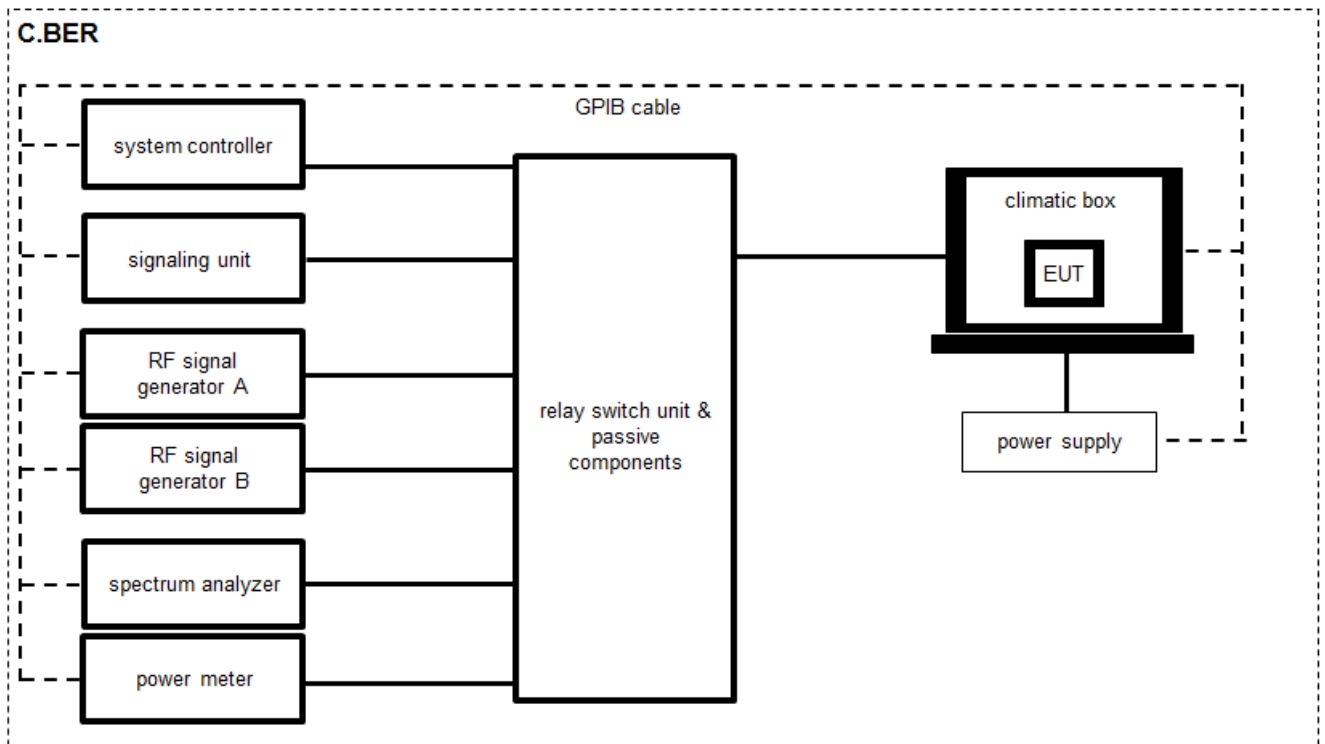 C.BER
GPIB cable
system controller
signaling unit
RF signal
generator A
RF signal
generator B
spectrum analyzer
power meter
relay switch unit &
passive
components
climatic box
EUT
power supply